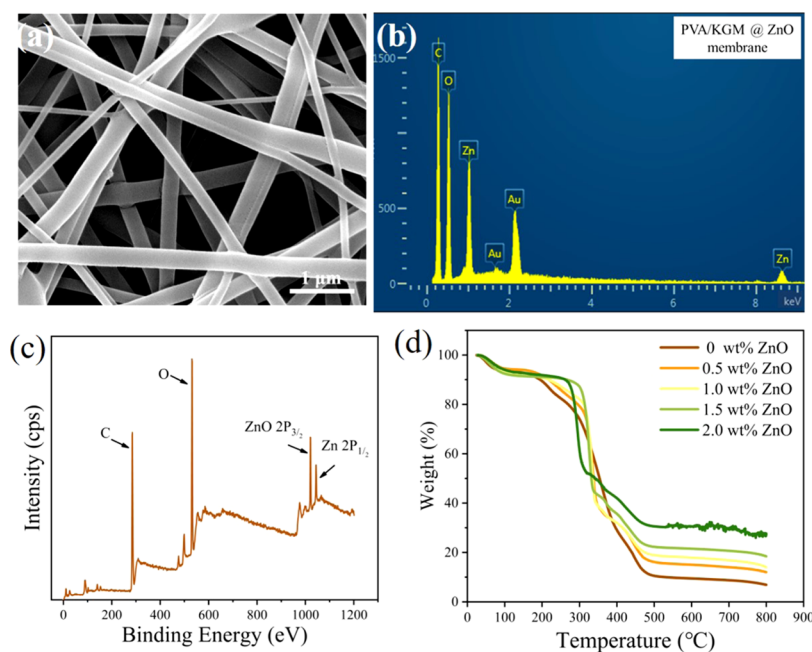 (a)
1 μm
(b)
PVA/KGM @ ZnO
membrane
1500
500
0
C
O
Zn
Au
Au
Zn
0
2
4
6
8
keV
(c)
Intensity (cps)
C
O
ZnO 2P3/2
Zn 2P1/2
0
200
400
600
800
1000
1200
Binding Energy (eV)
(d)
Weight (%)
100
80
60
40
20
0
0 wt% ZnO
0.5 wt% ZnO
1.0 wt% ZnO
1.5 wt% ZnO
2.0 wt% ZnO
0
100
200
300
400
500
600
700
800
900
Temperature (℃)